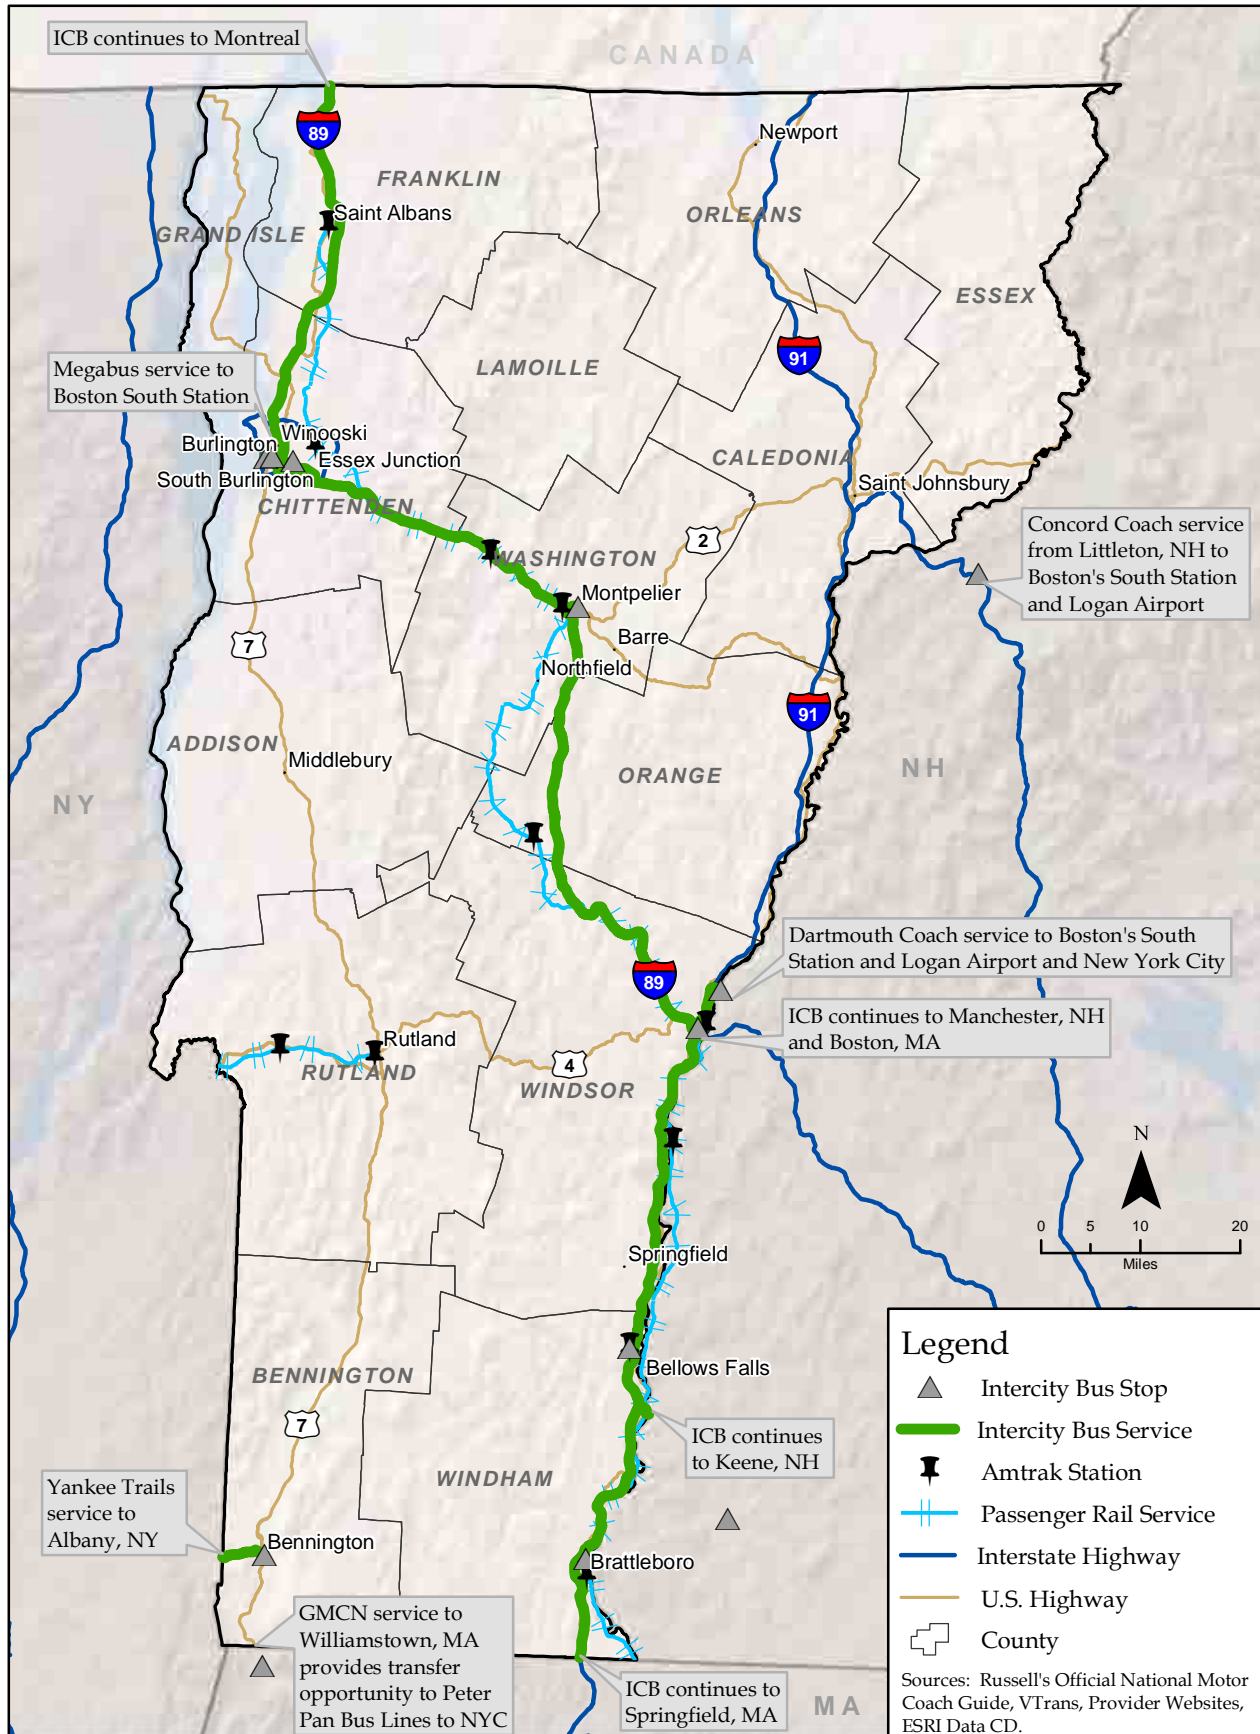 ICB continues to Montreal
CANADA
89
Newport
FRANKLIN
Saint Albans
ORLEANS
GRAND ISLE
ESSEX
91
Megabus service to
Boston South Station
LAMOILLE
Winooski
Burlington
Essex Junction
South Burlington
CALEDONIA
Saint Johnsbury
CHITTENDEN
Concord Coach service
from Littleton, NH to
Boston's South Station
and Logan Airport
2
WASHINGTON
Montpelier
Barre
7
Northfield
91
ADDISON
Middlebury
ORANGE
NH
NY
Dartmouth Coach service to Boston's South
Station and Logan Airport and New York City
89
ICB continues to Manchester, NH
and Boston, MA
Rutland
RUTLAND
4
WINDSOR
N
0 5 10 20
Miles
Springfield
BENNINGTON
Bellows Falls
7
ICB continues
to Keene, NH
WINDHAM
Yankee Trails
service to
Albany, NY
Bennington
Brattleboro
GMCN service to
Williamstown, MA
provides transfer
opportunity to Peter
Pan Bus Lines to NYC
ICB continues to
Springfield, MA
MA
Legend
Intercity Bus Stop
Intercity Bus Service
Amtrak Station
Passenger Rail Service
Interstate Highway
U.S. Highway
County
Sources: Russell's Official National Motor
Coach Guide, VTrans, Provider Websites,
ESRI Data CD.